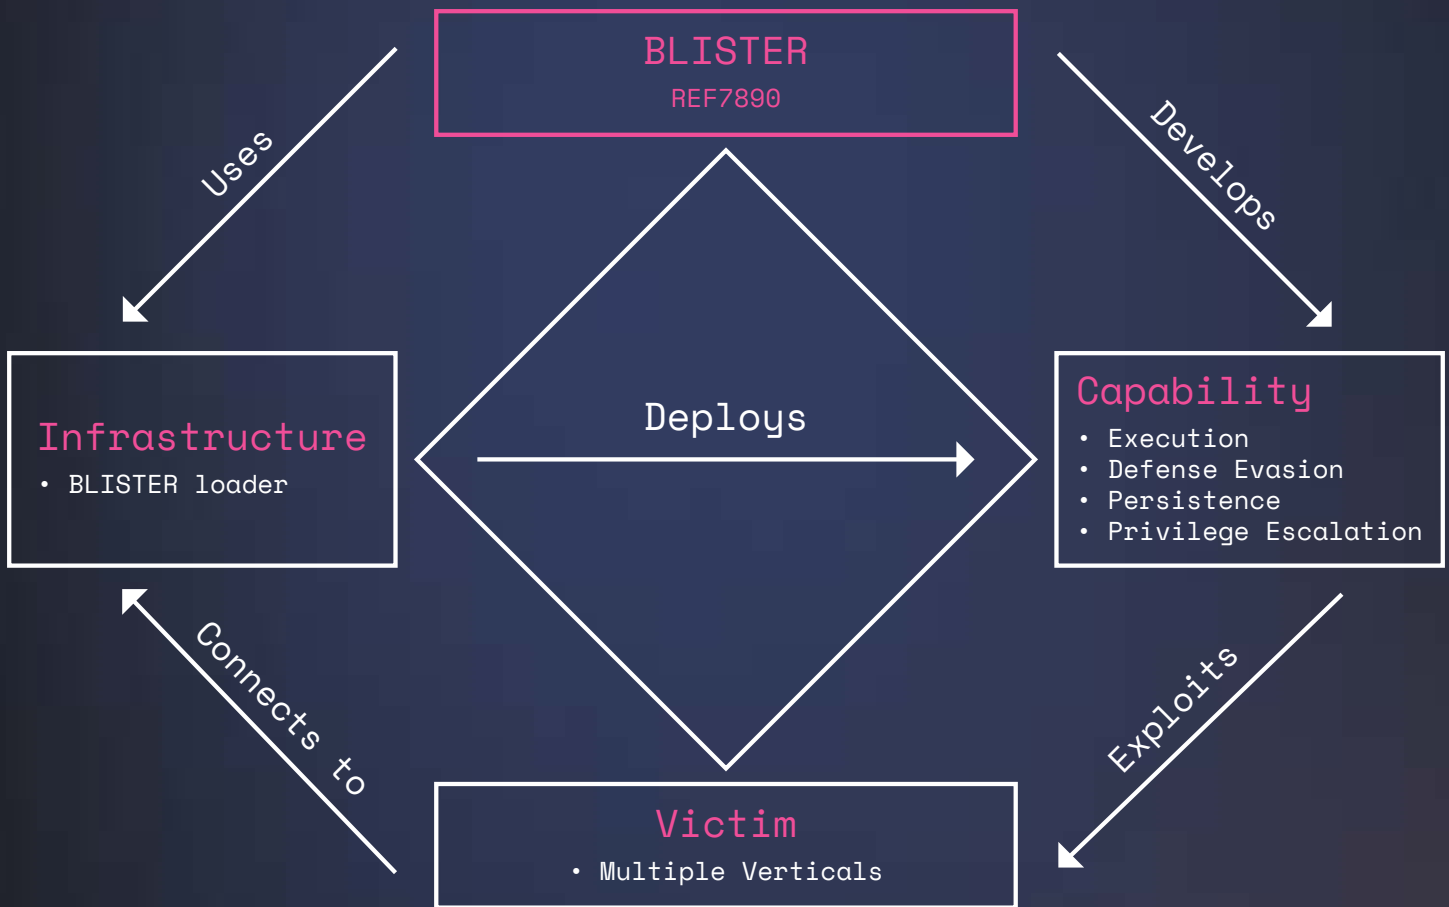 BLISTER
REF7890
Uses
Develops
Infrastructure
• BLISTER loader
Deploys
Capability
• Execution
• Defense Evasion
• Persistence
• Privilege Escalation
Connects to
Exploits
Victim
• Multiple Verticals